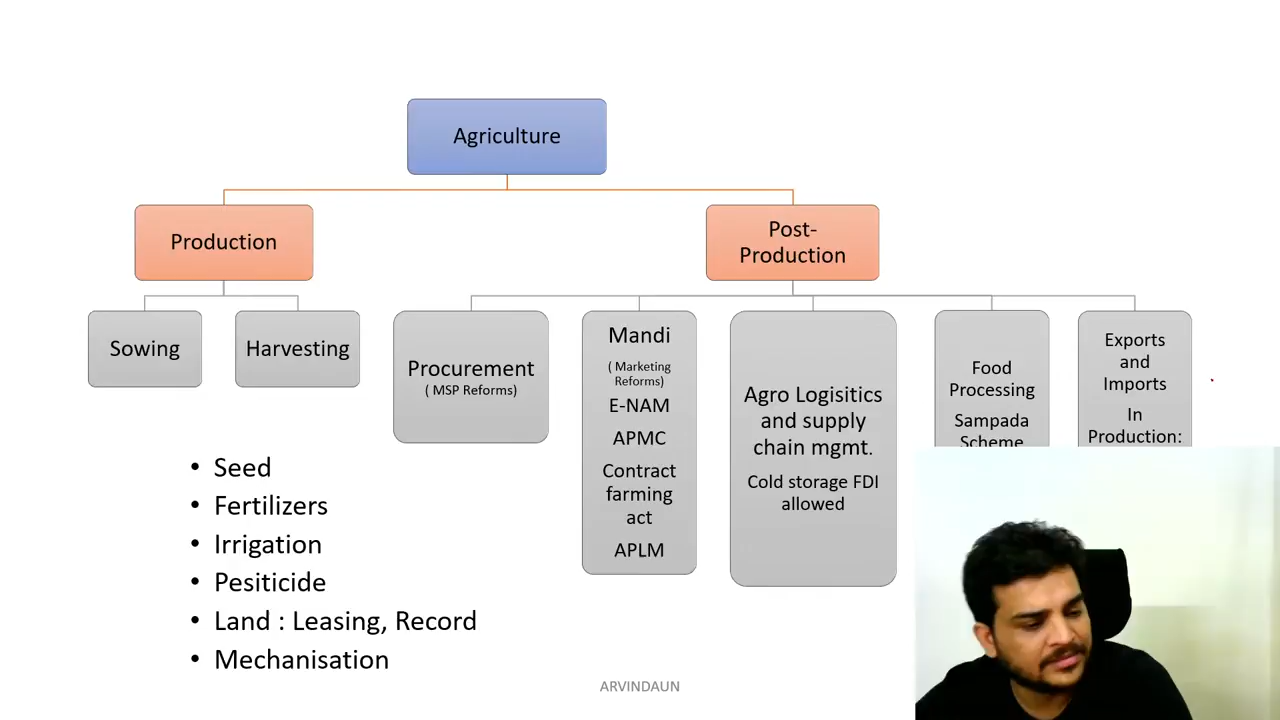 Agriculture
Production
Post-
Production
Sowing
Harvesting
Procurement
( MSP Reforms)
Mandi
( Marketing
Reforms)
E-NAM
APMC
Contract
farming
act
APLM
Agro Logisitics
and supply
chain mgmt.
Cold storage FDI
allowed
Food
Processing
Sampada
Scheme
Exports
and
Imports
In
Production:
• Seed
• Fertilizers
• Irrigation
• Pesiticide
• Land : Leasing, Record
• Mechanisation
ARVINDAUN